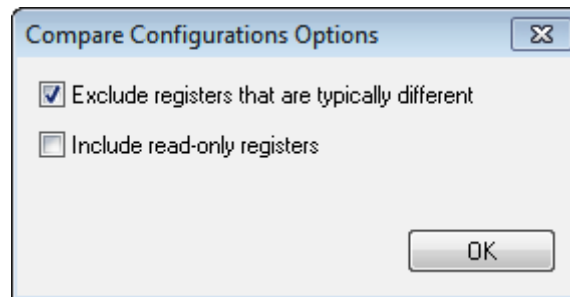 Compare Configurations Options
Exclude registers that are typically different
Include read-only registers
OK